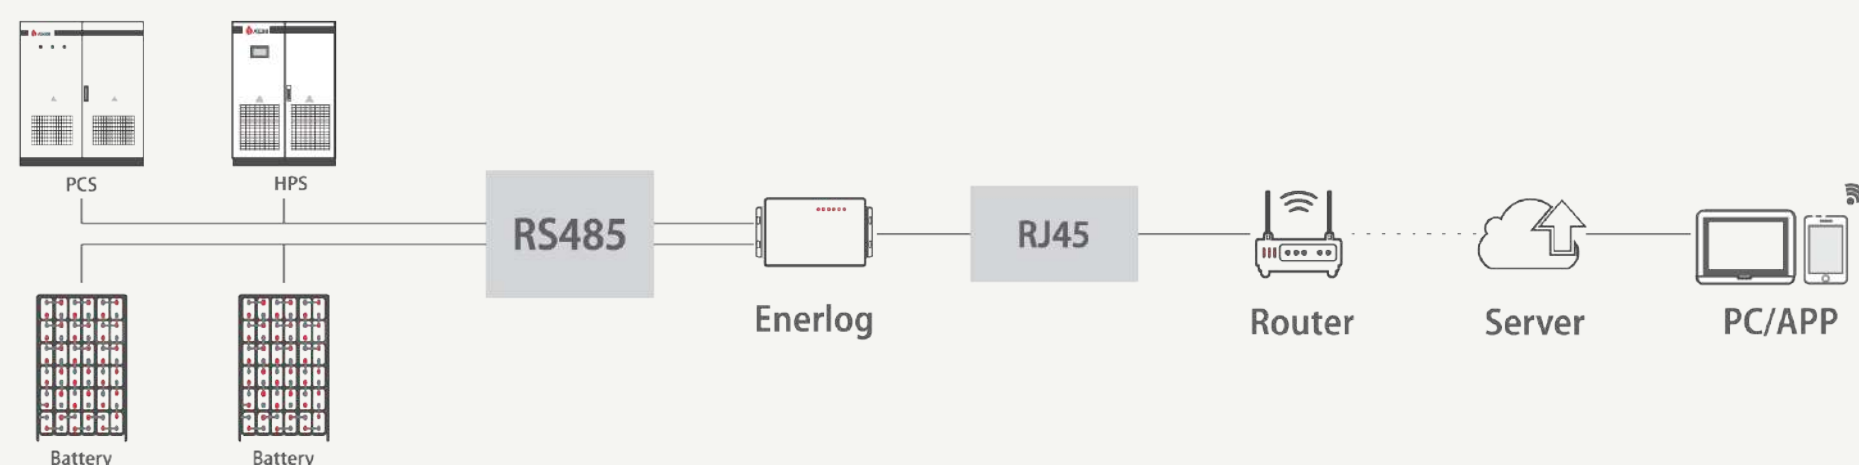 PCS
HPS
RS485
Enerlog
RJ45
Router
Server
PC/APP
Battery
Battery